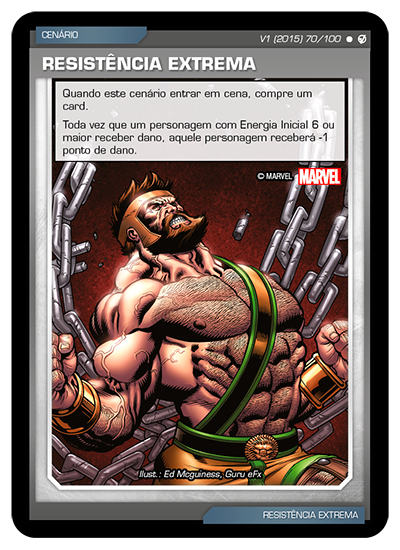 CENÁRIO
V1 (2015) 70/100
RESISTÊNCIA EXTREMA
Quando este cenário entrar em cena, compre um
card.
Toda vez que um personagem com Energia Inicial 6 ou
maior receber dano, aquele personagem receberá -1
ponto de dano.
© MARVEL MARVEL
Ilust.: Ed Mcguiness, Guru eFx
RESISTÊNCIA EXTREMA